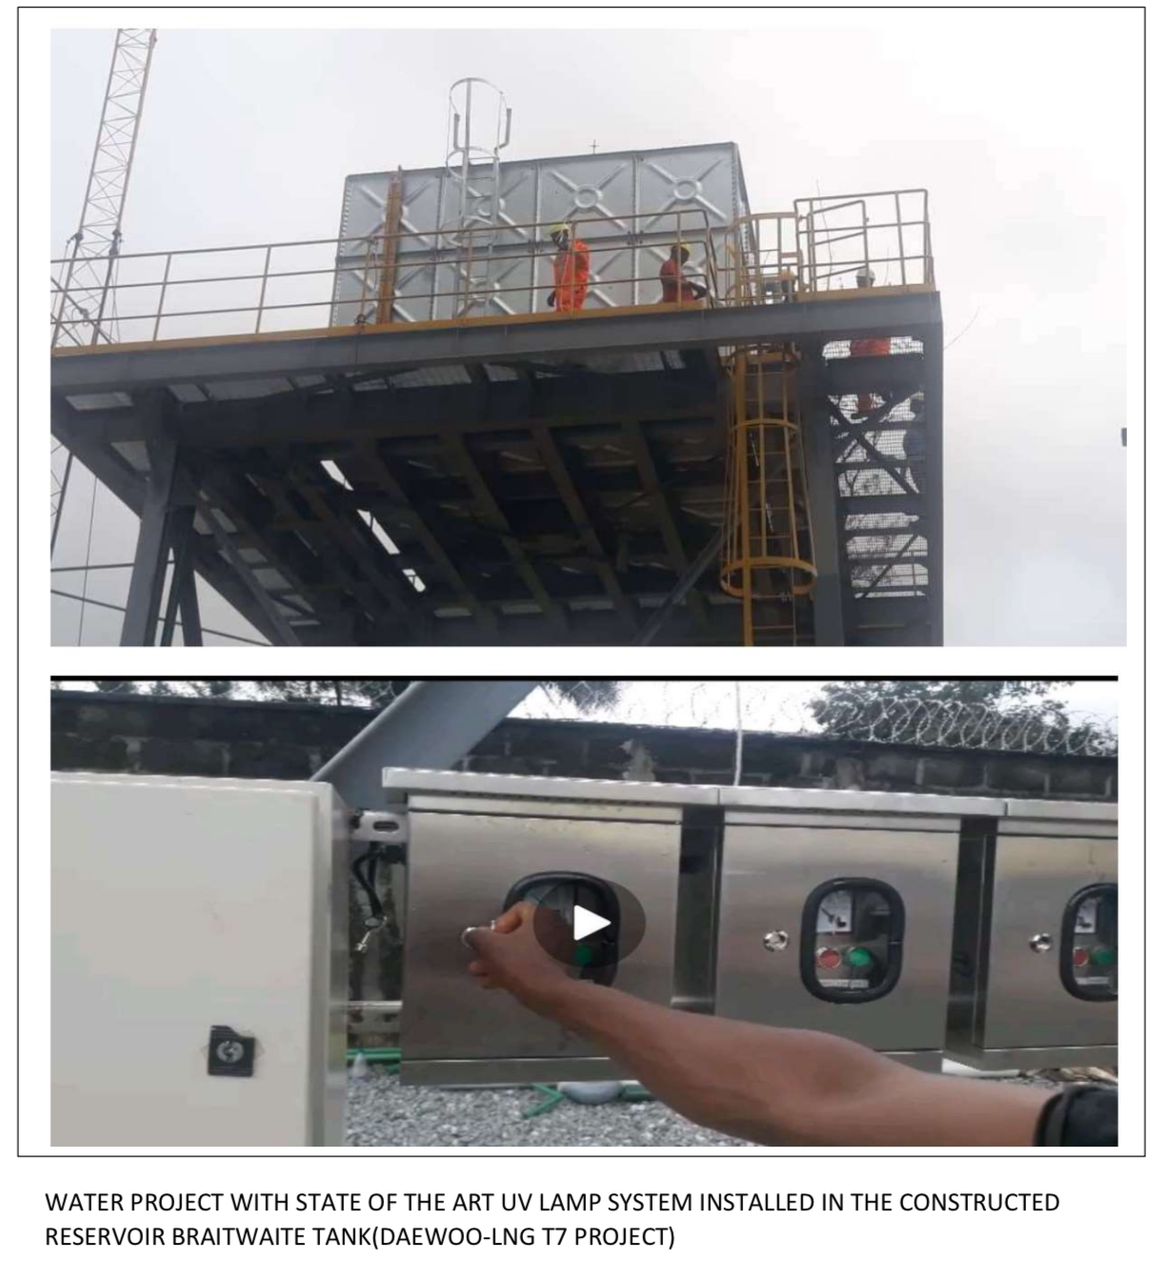 WATER PROJECT WITH STATE OF THE ART UV LAMP SYSTEM INSTALLED IN THE CONSTRUCTED
RESERVOIR BRAITWAITE TANK(DAEWOO-LNG T7 PROJECT)